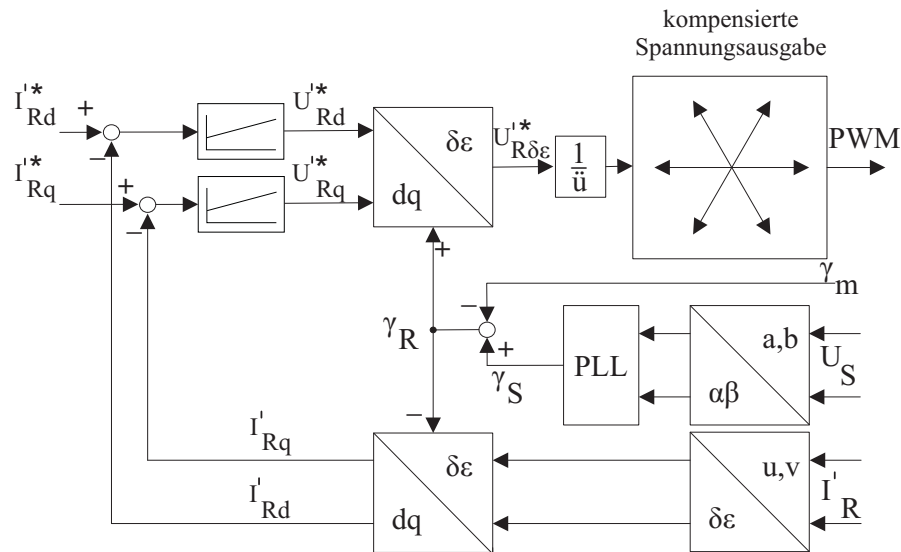 kompensierte
Spannungsausgabe
I'*Rd
+
−
U'*Rd
I'*Rq
+
−
U'*Rq
δε
dq
U'*Rδε
1
ü
PWM
+
γm
−
γR
+
γS
PLL
a,b
αβ
US
−
I'Rq
δε
dq
u,v
δε
I'R
I'Rd